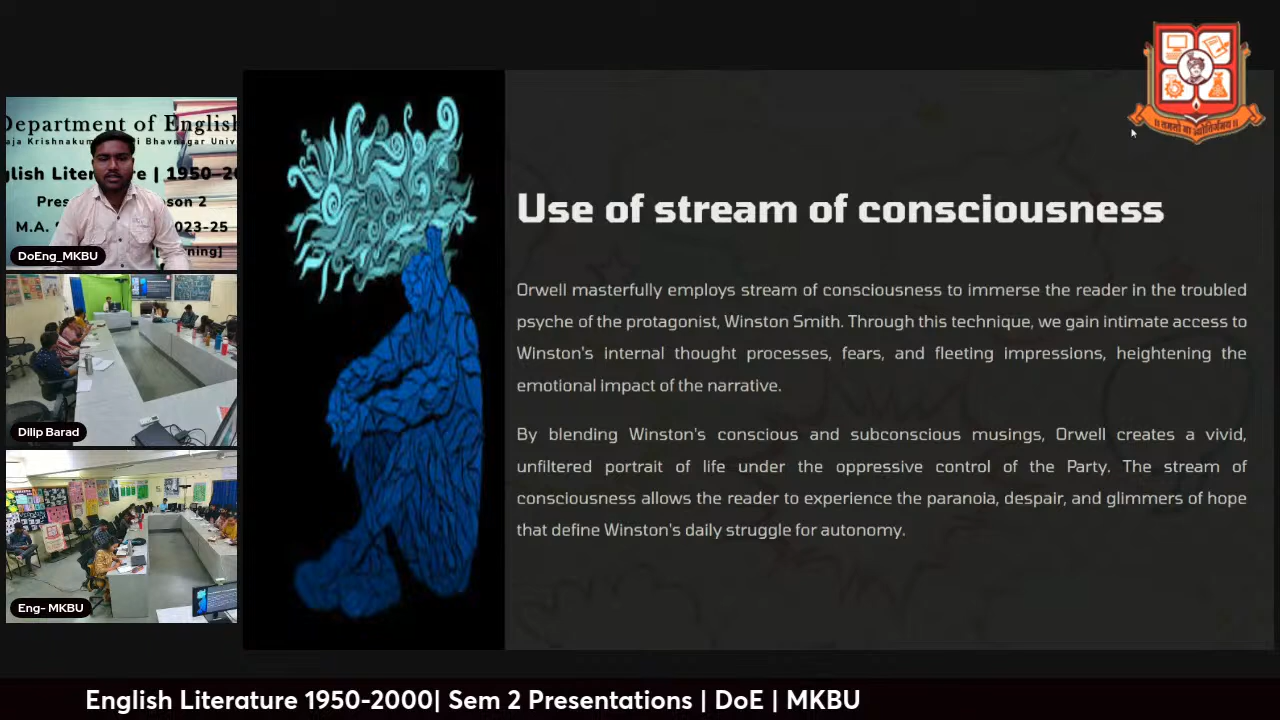 Department of English
Bhavnagar
1950
DoEng_MKBU
Dilip Barad
Eng- MKBU
Use of stream of consciousness
Orwell masterfully employs stream of consciousness to immerse the reader in the troubled
psyche of the protagonist, Winston Smith. Through this technique, we gain intimate access to
Winston's internal thought processes, fears, and fleeting impressions, heightening the
emotional impact of the narrative.
By blending Winston's conscious and subconscious musings, Orwell creates a vivid,
unfiltered portrait of life under the oppressive control of the Party. The stream of
consciousness allows the reader to experience the paranoia, despair, and glimmers of hope
that define Winston's daily struggle for autonomy.
॥ तमसो मा ज्योतिर्गमय ॥
English Literature 1950-2000| Sem 2 Presentations | DoE | MKBU